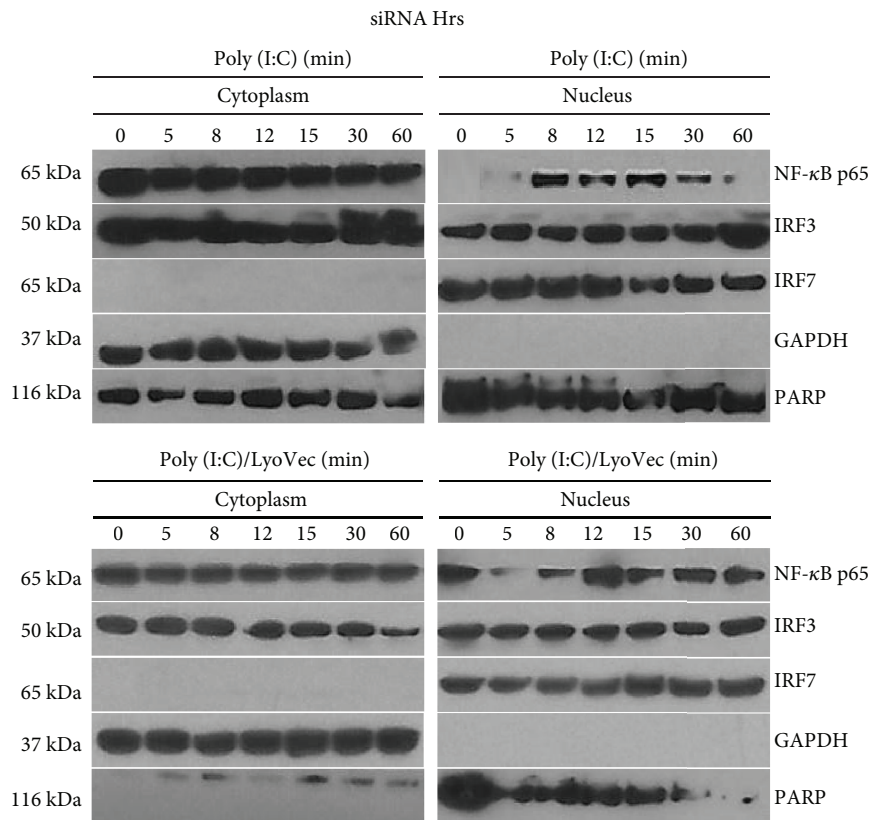 siRNA Hrs
Poly (I:C) (min) Poly (I:C) (min)
Cytoplasm Nucleus
0 5 8 12 15 30 60 0 5 8 12 15 30 60
65 kDa NF-κB p65
50 kDa IRF3
65 kDa IRF7
37 kDa GAPDH
116 kDa PARP
Poly (I:C)/LyoVec (min) Poly (I:C)/LyoVec (min)
Cytoplasm Nucleus
0 5 8 12 15 30 60 0 5 8 12 15 30 60
65 kDa NF-κB p65
50 kDa IRF3
65 kDa IRF7
37 kDa GAPDH
116 kDa PARP